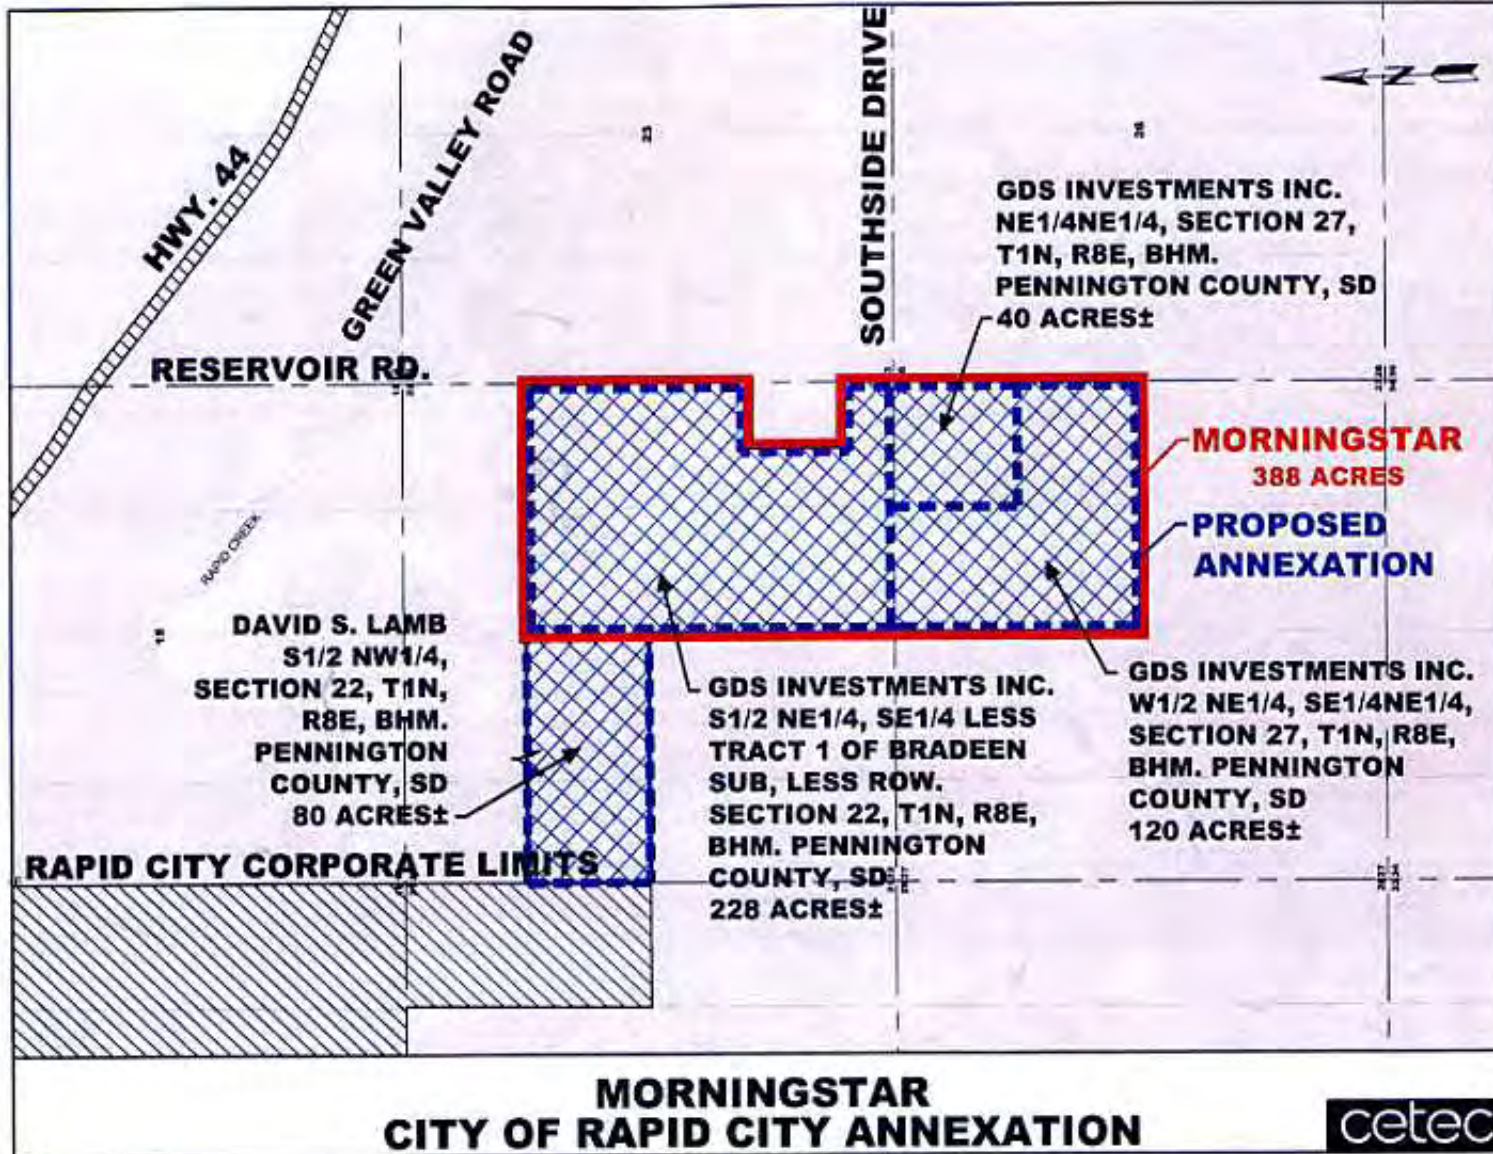 HWY. 44
GREEN VALLEY ROAD
23
SOUTHSIDE DRIVE
26
N
GDS INVESTMENTS INC.
NE1/4NE1/4, SECTION 27,
T1N, R8E, BHM.
PENNINGTON COUNTY, SD
40 ACRES±
RESERVOIR RD.
MORNINGSTAR
388 ACRES
PROPOSED
ANNEXATION
RAPID CREEK
DAVID S. LAMB
S1/2 NW1/4,
SECTION 22, T1N,
R8E, BHM.
PENNINGTON
COUNTY, SD
80 ACRES±
GDS INVESTMENTS INC.
S1/2 NE1/4, SE1/4 LESS
TRACT 1 OF BRADEEN
SUB, LESS ROW.
SECTION 22, T1N, R8E,
BHM. PENNINGTON
COUNTY, SD
228 ACRES±
GDS INVESTMENTS INC.
W1/2 NE1/4, SE1/4NE1/4,
SECTION 27, T1N, R8E,
BHM. PENNINGTON
COUNTY, SD
120 ACRES±
RAPID CITY CORPORATE LIMITS
MORNINGSTAR
CITY OF RAPID CITY ANNEXATION
cetec